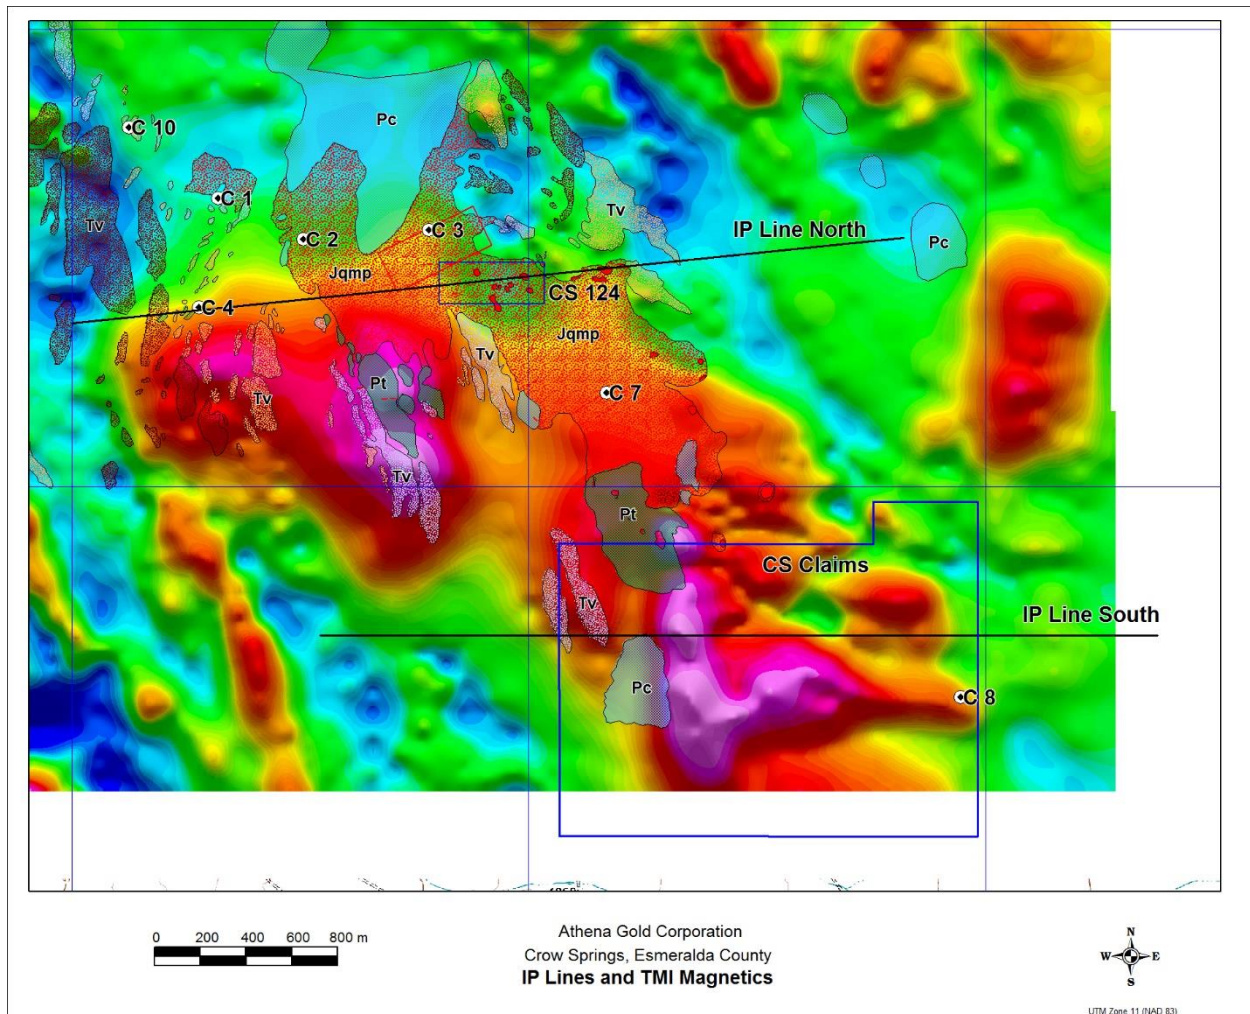 Pc
C 10
C 1
Tv
Tv
C 2
C 3
IP Line North
Pc
Jqmp
C 4
CS 124
Jqmp
Tv
Pt
Tv
C 7
Tv
Pt
CS Claims
Tv
IP Line South
Pc
C 8
0 200 400 600 800 m
Athena Gold Corporation
Crow Springs, Esmeralda County
IP Lines and TMI Magnetics
N
W E
S
UTM Zone 11 (NAD 83)